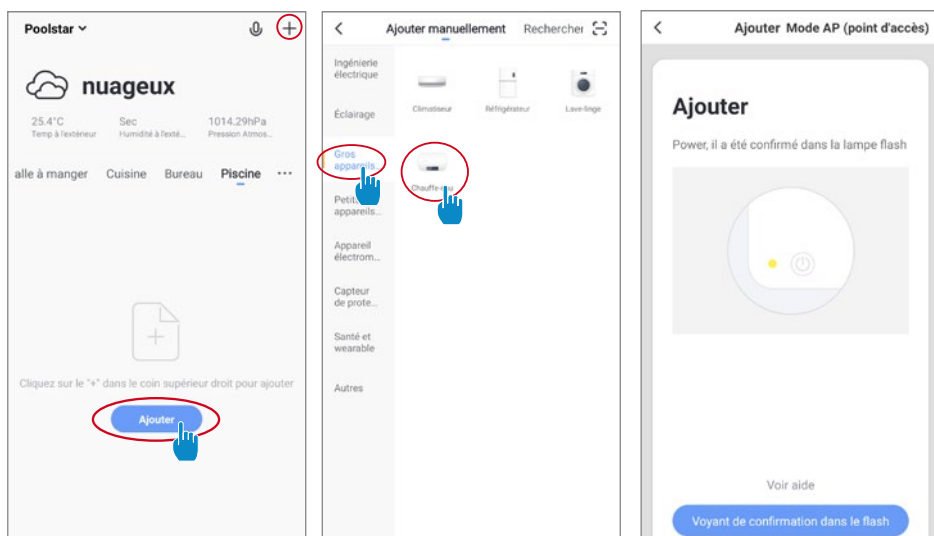 Poolstar
nuageux
25.4°C Sec 1014.29hPa
Temp à l'extérieur Humidité à l'exté... Pression Atmos...
alle à manger Cuisine Bureau Piscine ...
Cliquez sur le "+" dans le coin supérieur droit pour ajouter
Ajouter
Ajouter manuellement Rechercher
Ingénierie
électrique
Climatiseur Réfrigérateur Lave-linge
Éclairage
Gros
appareils
Chauffe-eau
Petits
appareils...
Appareil
électrom...
Capteur
de prote...
Santé et
wearable
Autres
Ajouter Mode AP (point d'accès)
Ajouter
Power, il a été confirmé dans la lampe flash
Voir aide
Voyant de confirmation dans le flash